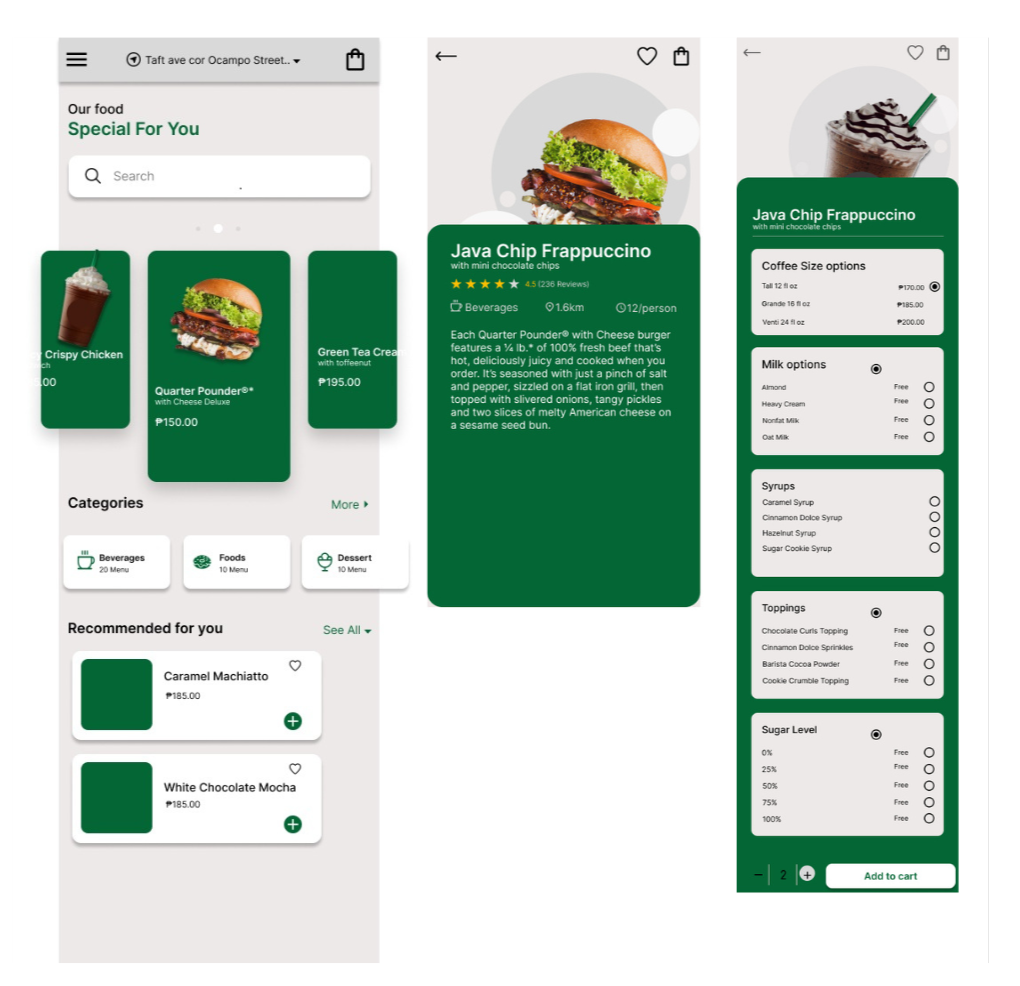 Taft ave cor Ocampo Street..
Our food
Special For You
Search
Crispy Chicken
.00
Quarter Pounder®*
with Cheese Deluxe
₱150.00
Green Tea Crea
with toffeenut
₱195.00
Categories
More
Beverages
20 Menu
Foods
10 Menu
Dessert
10 Menu
Recommended for you
See All
Caramel Machiatto
₱185.00
White Chocolate Mocha
₱185.00
Java Chip Frappuccino
with mini chocolate chips
4.5 (236 Reviews)
Beverages 1.6km 12/person
Each Quarter Pounder® with Cheese burger
features a ¼ lb.* of 100% fresh beef that's
hot, deliciously juicy and cooked when you
order. It's seasoned with just a pinch of salt
and pepper, sizzled on a flat iron grill, then
topped with slivered onions, tangy pickles
and two slices of melty American cheese on
a sesame seed bun.
Java Chip Frappuccino
with mini chocolate chips
Coffee Size options
Tall 12 fl oz ₱170.00
Grande 16 fl oz ₱185.00
Venti 24 fl oz ₱200.00
Milk options
Almond Free
Heavy Cream Free
Nonfat Milk Free
Oat Milk Free
Syrups
Caramel Syrup
Cinnamon Dolce Syrup
Hazelnut Syrup
Sugar Cookie Syrup
Toppings
Chocolate Curls Topping Free
Cinnamon Dolce Sprinkles Free
Barista Cocoa Powder Free
Cookie Crumble Topping Free
Sugar Level
0% Free
25% Free
50% Free
75% Free
100% Free
− 2 + Add to cart